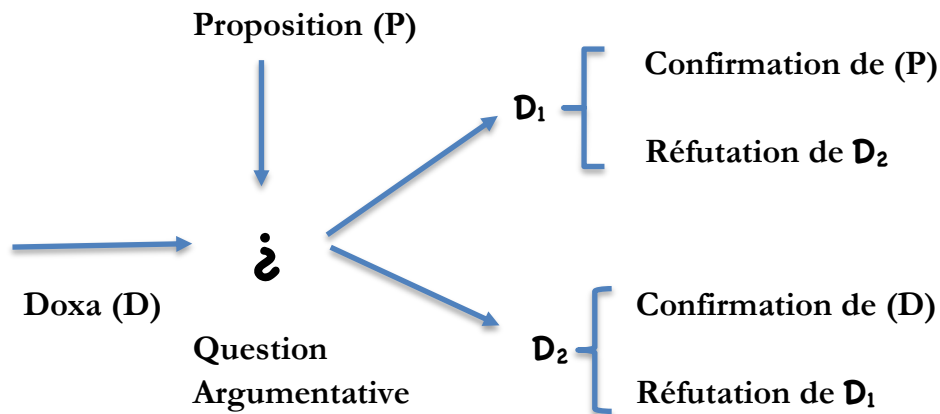 Proposition (P)
Confirmation de (P)
D₁
Réfutation de D₂
¿
Doxa (D)
Question
Argumentative
Confirmation de (D)
D₂
Réfutation de D₁